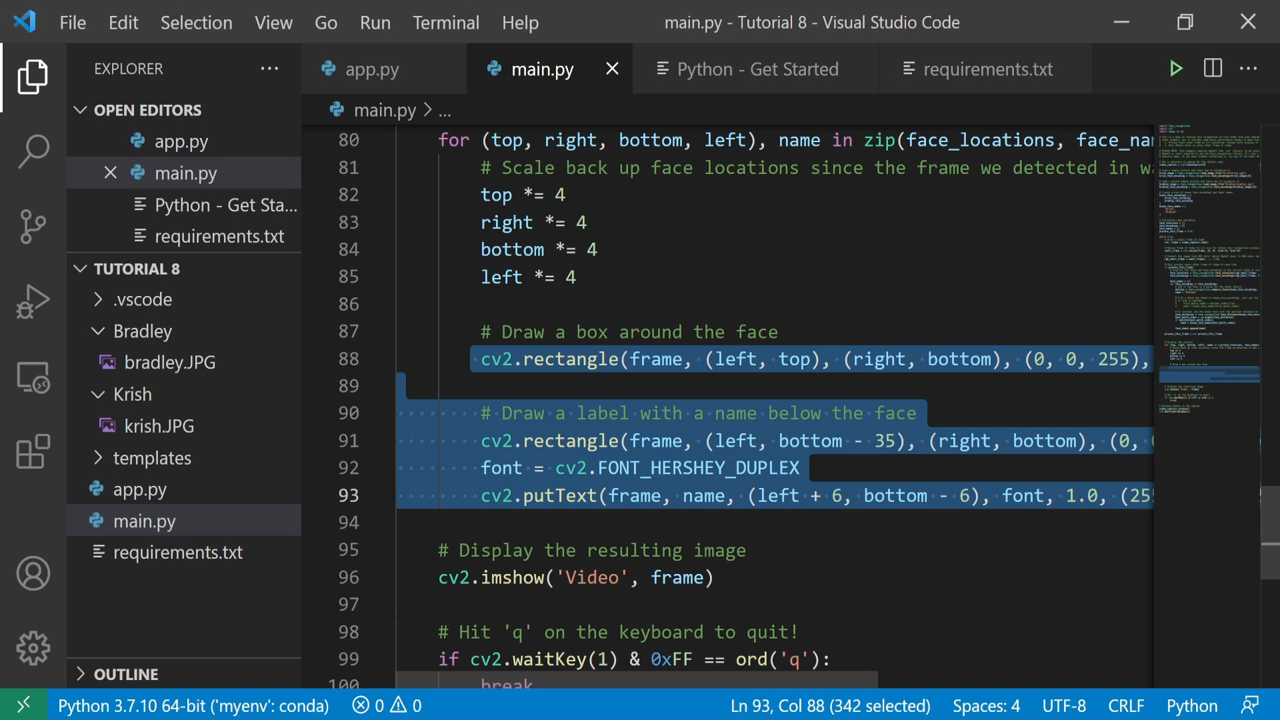 File Edit Selection View Go Run Terminal Help main.py - Tutorial 8 - Visual Studio Code
EXPLORER
OPEN EDITORS
app.py
main.py
Python - Get Sta...
requirements.txt
TUTORIAL 8
.vscode
Bradley
bradley.JPG
Krish
krish.JPG
templates
app.py
main.py
requirements.txt
OUTLINE
app.py main.py Python - Get Started requirements.txt
main.py > ...
80 for (top, right, bottom, left), name in zip(face_locations, face_na
81 # Scale back up face locations since the frame we detected in w
82 top *= 4
83 right *= 4
84 bottom *= 4
85 left *= 4
86
87 # Draw a box around the face
88 cv2.rectangle(frame, (left, top), (right, bottom), (0, 0, 255),
89
90 # Draw a label with a name below the face
91 cv2.rectangle(frame, (left, bottom - 35), (right, bottom), (0,
92 font = cv2.FONT_HERSHEY_DUPLEX
93 cv2.putText(frame, name, (left + 6, bottom - 6), font, 1.0, (255
94
95 # Display the resulting image
96 cv2.imshow('Video', frame)
97
98 # Hit 'q' on the keyboard to quit!
99 if cv2.waitKey(1) & 0xFF == ord('q'):
100 break
Python 3.7.10 64-bit ('myenv': conda) 0 0 Ln 93, Col 88 (342 selected) Spaces: 4 UTF-8 CRLF Python